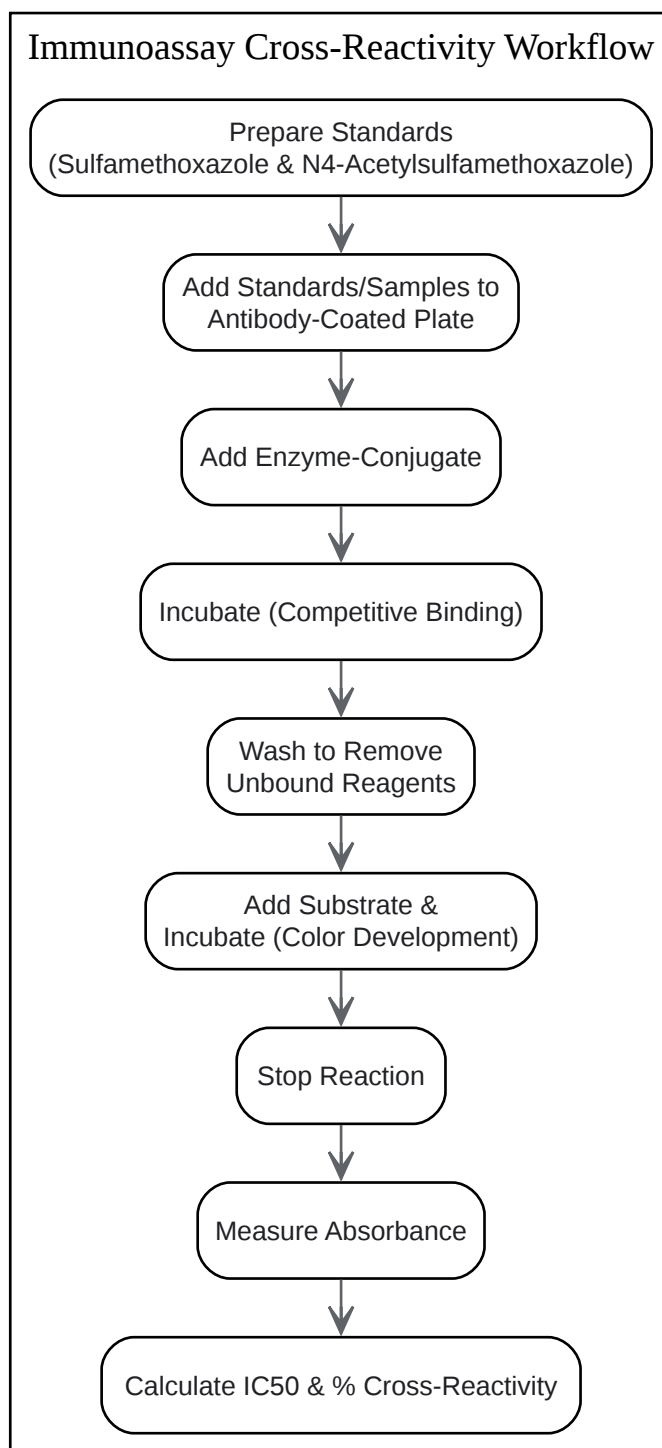 Immunoassay Cross-Reactivity Workflow
Prepare Standards
(Sulfamethoxazole & N4-Acetylsulfamethoxazole)
Add Standards/Samples to
Antibody-Coated Plate
Add Enzyme-Conjugate
Incubate (Competitive Binding)
Wash to Remove
Unbound Reagents
Add Substrate &
Incubate (Color Development)
Stop Reaction
Measure Absorbance
Calculate IC50 & % Cross-Reactivity